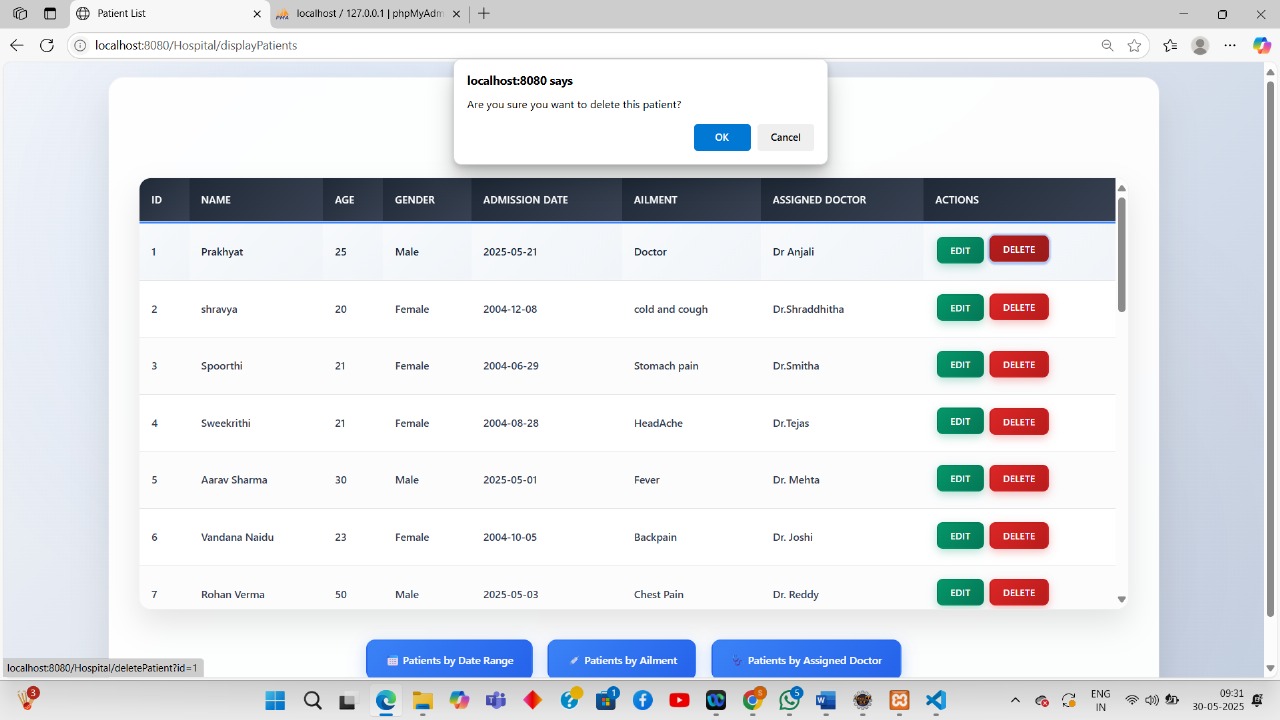 Patient List
localhost / 127.0.0.1 | phpMyAdm
localhost:8080/Hospital/displayPatients
localhost:8080 says
Are you sure you want to delete this patient?
OK Cancel
ID NAME AGE GENDER ADMISSION DATE AILMENT ASSIGNED DOCTOR ACTIONS
1 Prakhyat 25 Male 2025-05-21 Doctor Dr Anjali EDIT DELETE
2 shravya 20 Female 2004-12-08 cold and cough Dr.Shraddhitha EDIT DELETE
3 Spoorthi 21 Female 2004-06-29 Stomach pain Dr.Smitha EDIT DELETE
4 Sweekrithi 21 Female 2004-08-28 HeadAche Dr.Tejas EDIT DELETE
5 Aarav Sharma 30 Male 2025-05-01 Fever Dr. Mehta EDIT DELETE
6 Vandana Naidu 23 Female 2004-10-05 Backpain Dr. Joshi EDIT DELETE
7 Rohan Verma 50 Male 2025-05-03 Chest Pain Dr. Reddy EDIT DELETE
Patients by Date Range Patients by Ailment Patients by Assigned Doctor
localhost:8080/Hospital/deletePatient?id=1
3 1 5 ENG 09:31
IN 30-05-2025